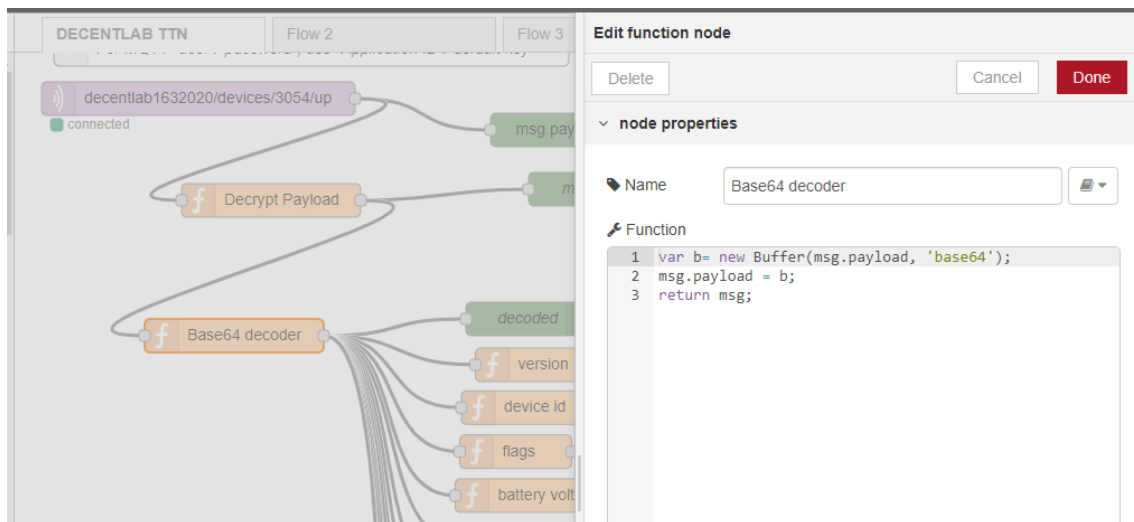 DECENTLAB TTN
Flow 2
Flow 3
decentlab1632020/devices/3054/up
connected
msg.pay
Decrypt Payload
m
Base64 decoder
decoded
version
device id
flags
battery volt
Edit function node
Delete
Cancel
Done
node properties
Name
Base64 decoder
Function
1 var b= new Buffer(msg.payload, 'base64');
2 msg.payload = b;
3 return msg;